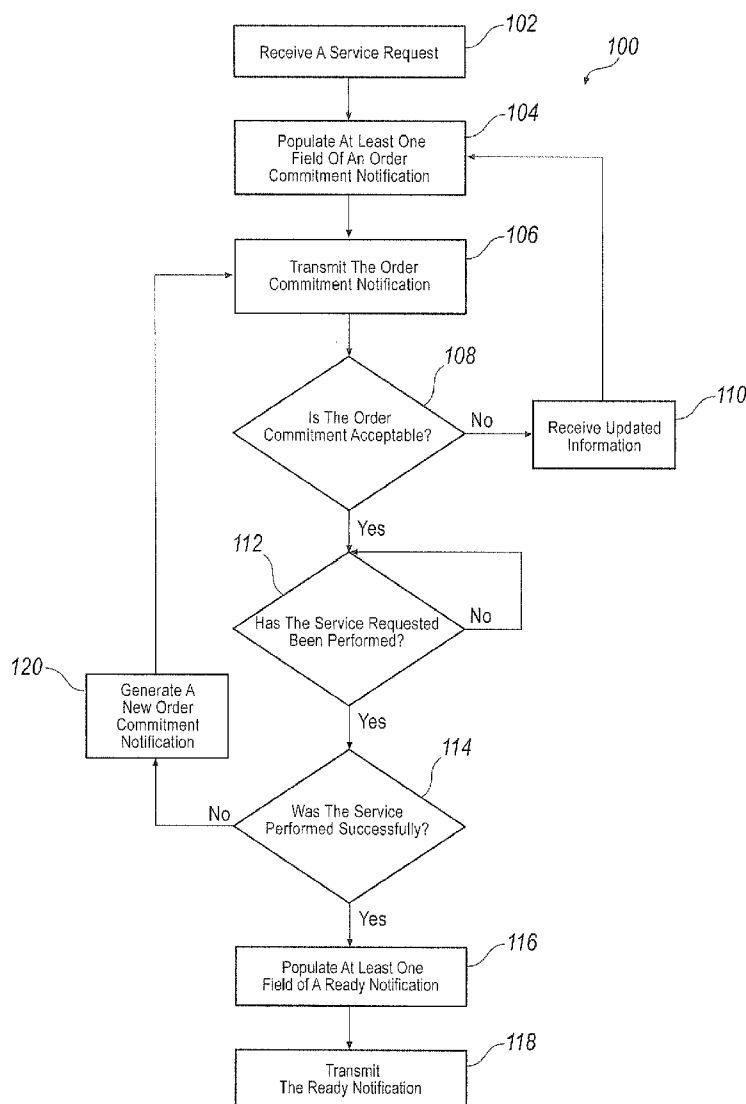 102
Receive A Service Request
100
104
Populate At Least One
Field Of An Order
Commitment Notification
106
Transmit The Order
Commitment Notification
108
Is The Order
Commitment Acceptable?
No
110
Receive Updated
Information
Yes
112
Has The Service Requested
Been Performed?
No
120
Generate A
New Order
Commitment
Notification
Yes
114
Was The Service
Performed Successfully?
No
Yes
116
Populate At Least One
Field of A Ready Notification
118
Transmit
The Ready Notification